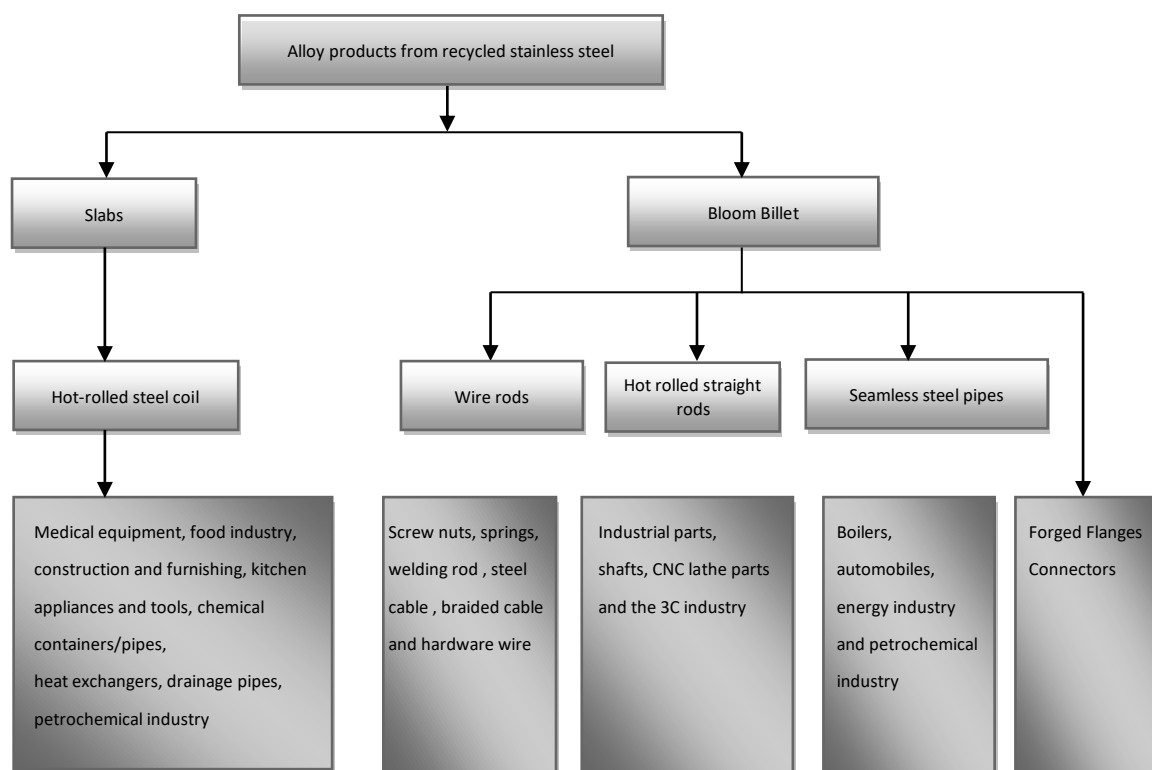 Alloy products from recycled stainless steel
Slabs
Bloom Billet
Hot-rolled steel coil
Wire rods
Hot rolled straight
rods
Seamless steel pipes
Medical equipment, food industry,
construction and furnishing, kitchen
appliances and tools, chemical
containers/pipes,
heat exchangers, drainage pipes,
petrochemical industry
Screw nuts, springs,
welding rod , steel
cable , braided cable
and hardware wire
Industrial parts,
shafts, CNC lathe parts
and the 3C industry
Boilers,
automobiles,
energy industry
and petrochemical
industry
Forged Flanges
Connectors